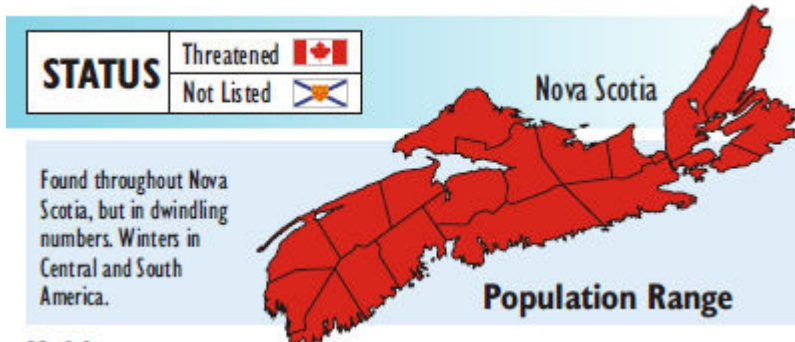 STATUS
Threatened
Not Listed
Nova Scotia
Found throughout Nova
Scotia, but in dwindling
numbers. Winters in
Central and South
America.
Population Range